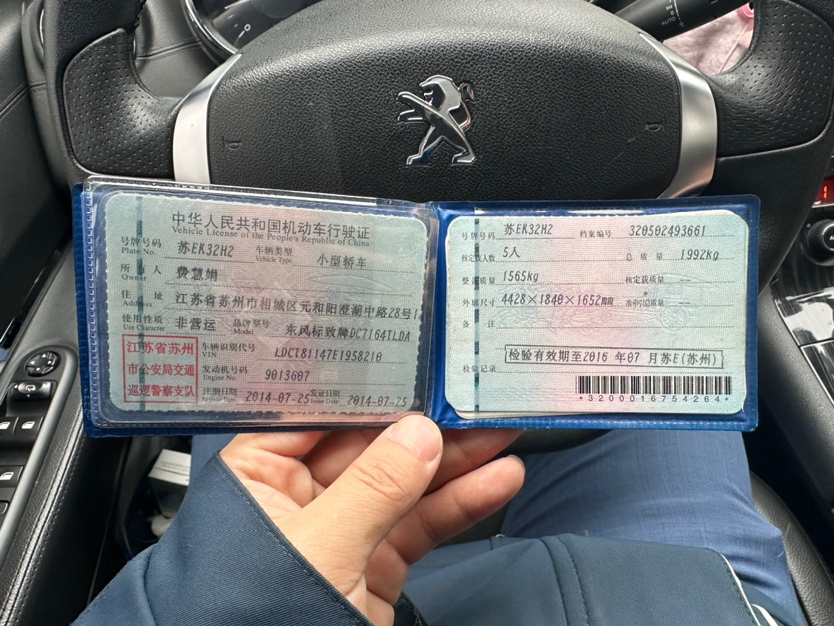 中华人民共和国机动车行驶证
Vehicle License of the People's Republic of China
号牌号码 苏EK32H2 车辆类型 小型轿车
Plate No. Vehicle Type
所有人 费慧娟
Owner
住址 江苏省苏州市相城区元和阳澄湖中路28号1
Address
使用性质 非营运 品牌型号 东风标致牌DC7164TLDA
Use Character Model
江苏省苏州
市公安局交通
巡逻警察支队
车辆识别代号 LDCT81147E1958210
VIN
发动机号码 9013607
Engine No.
注册日期 2014-07-25 发证日期 2014-07-25
Register Date Issue Date
号牌号码 苏EK32H2 档案编号 320502493661
核定载人数 5人 总质量 1992kg
整备质量 1565kg 核定载质量 --
外廓尺寸 4428×1840×1652mm 准牵引总质量 --
备注
检验记录 检验有效期至2016 年07 月苏E(苏州)
*3200016754264*